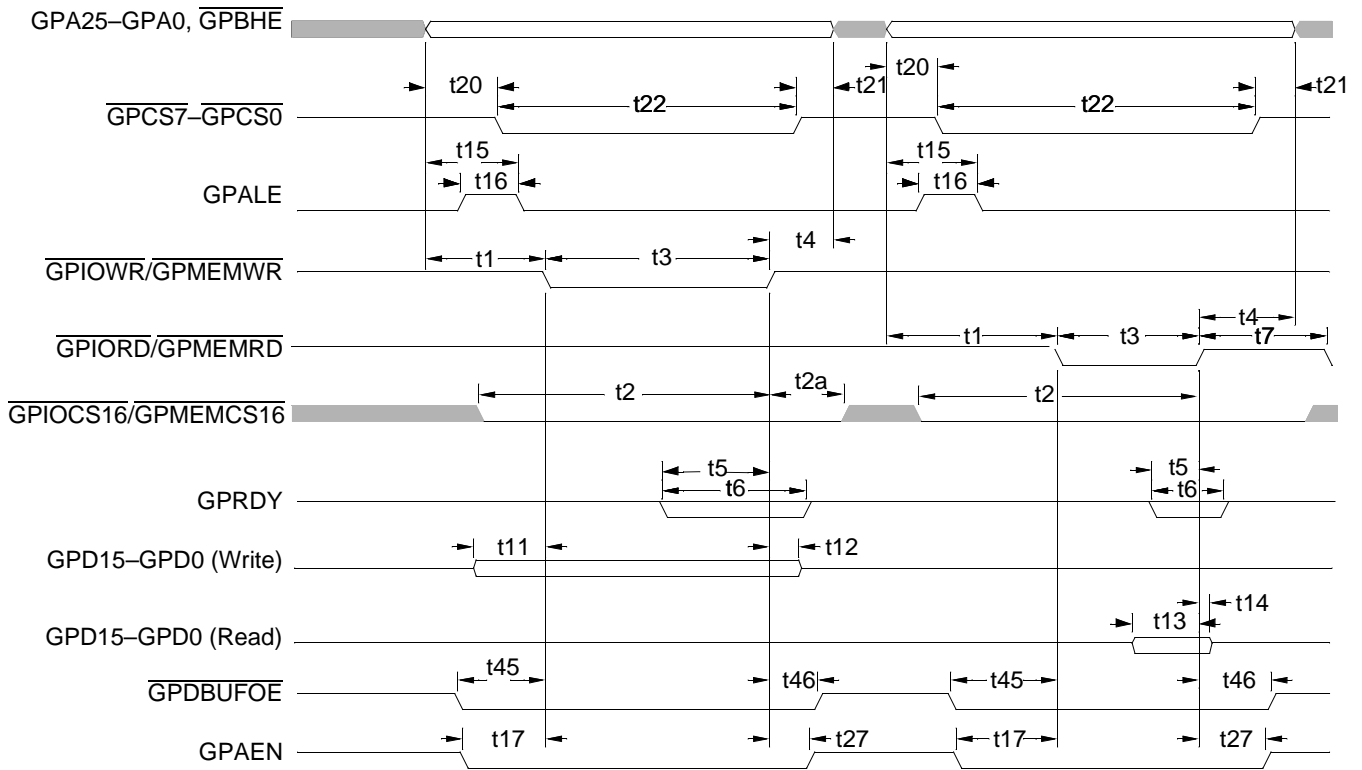 GPA25–GPA0, GPBHE
t20 t21 t20 t21
GPCS7–GPCS0 t22 t22
t15 t15
GPALE t16 t16
t4
GPIOWR/GPMEMWR t1 t3
t4
GPIORD/GPMEMRD t1 t3 t7
t2 t2a t2
GPIOCS16/GPMEMCS16
t5 t5
GPRDY t6 t6
GPD15–GPD0 (Write) t11 t12
t14
GPD15–GPD0 (Read) t13
GPDBUFOE t45 t46 t45 t46
GPAEN t17 t27 t17 t27